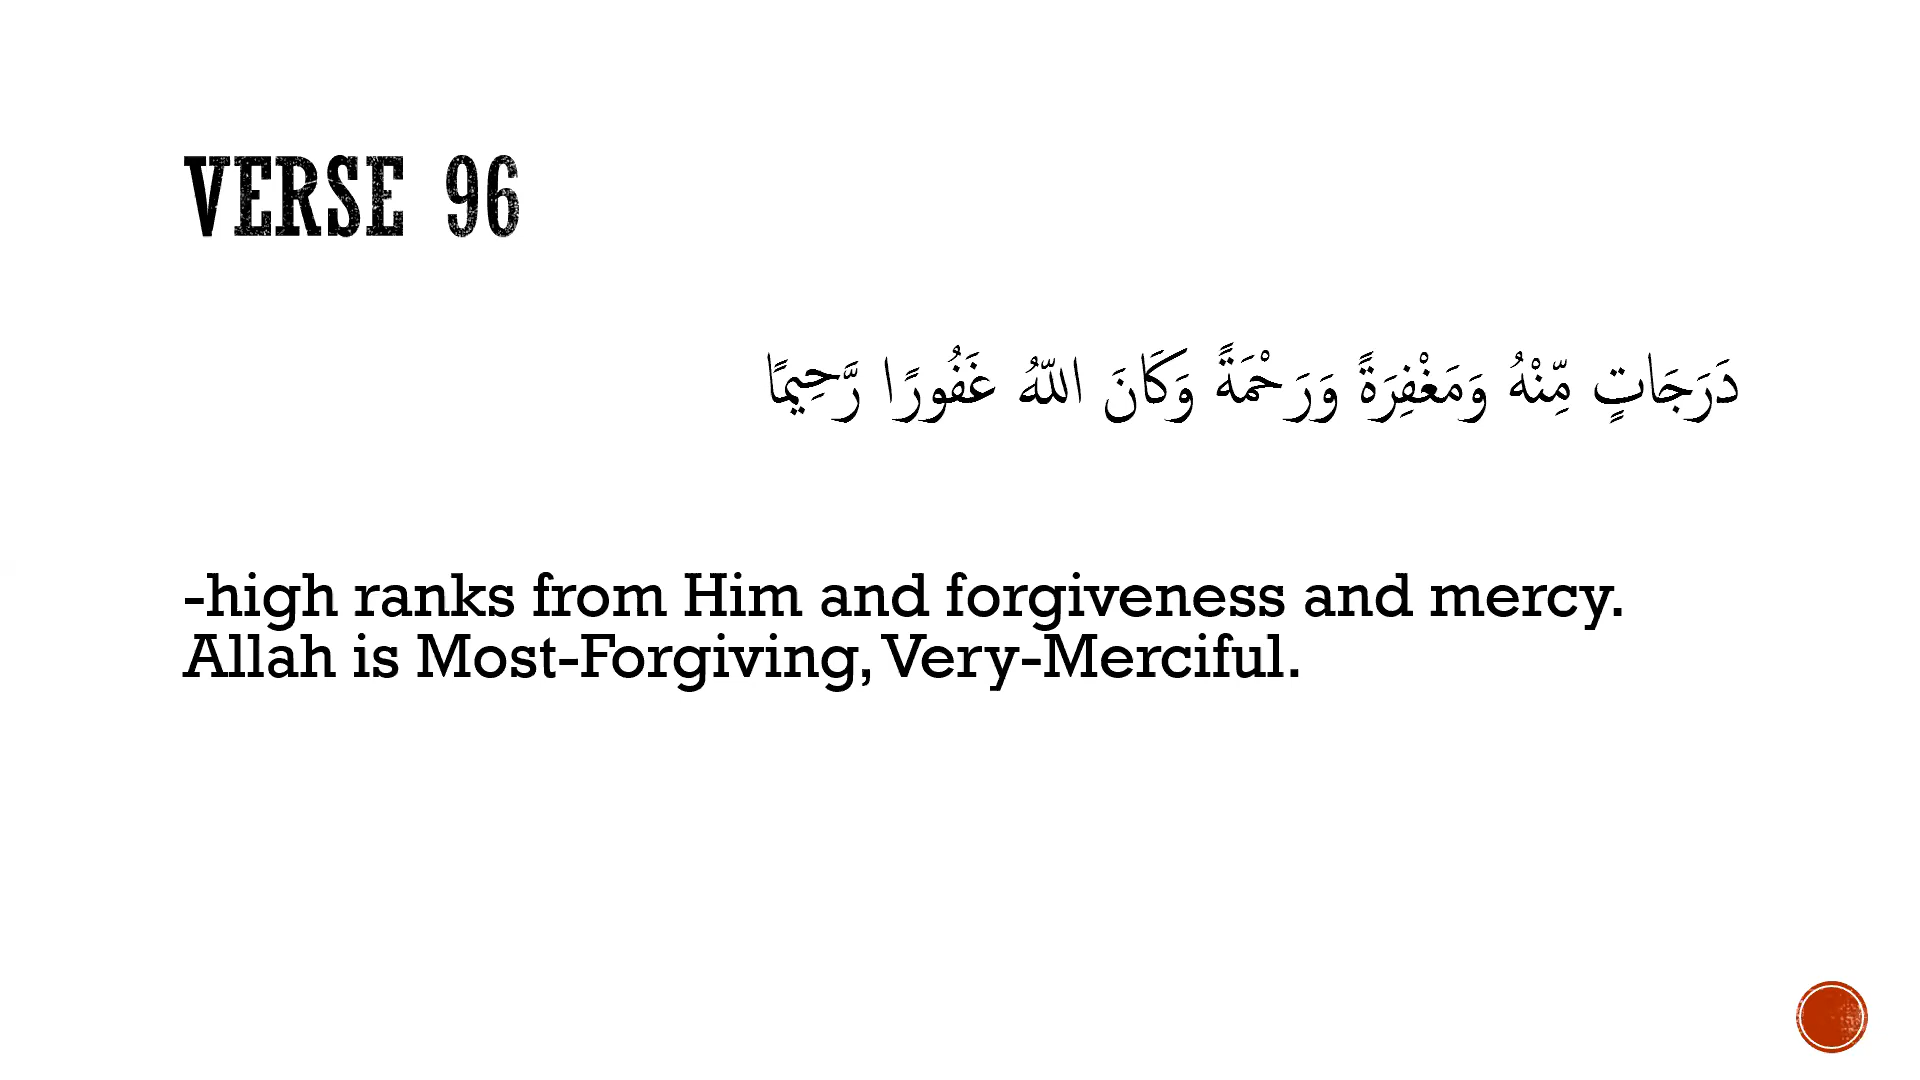 VERSE 96
دَرَجَاتٍ مِّنْهُ وَمَغْفِرَةً وَرَحْمَةً وَكَانَ اللَّهُ غَفُورًا رَّحِيمًا
-high ranks from Him and forgiveness and mercy.
Allah is Most-Forgiving, Very-Merciful.